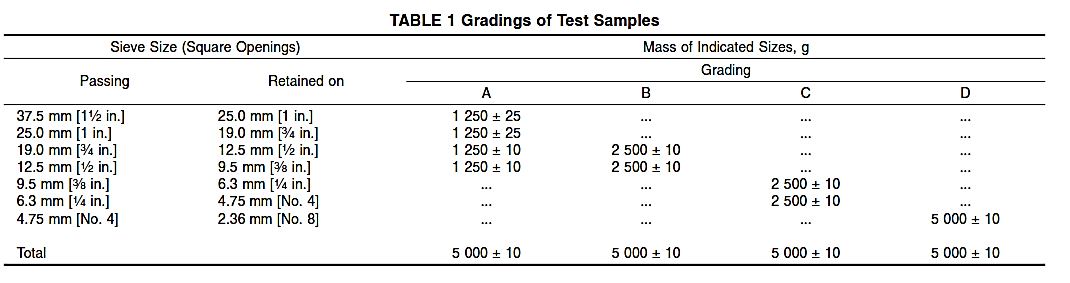 TABLE 1 Gradings of Test Samples
Sieve Size (Square Openings) Mass of Indicated Sizes, g
Passing Retained on Grading
A B C D
37.5 mm [1½ in.] 25.0 mm [1 in.] 1 250 ± 25 ... ... ...
25.0 mm [1 in.] 19.0 mm [¾ in.] 1 250 ± 25 ... ... ...
19.0 mm [¾ in.] 12.5 mm [½ in.] 1 250 ± 10 2 500 ± 10 ... ...
12.5 mm [½ in.] 9.5 mm [⅜ in.] 1 250 ± 10 2 500 ± 10 ... ...
9.5 mm [⅜ in.] 6.3 mm [¼ in.] ... ... 2 500 ± 10 ...
6.3 mm [¼ in.] 4.75 mm [No. 4] ... ... 2 500 ± 10 ...
4.75 mm [No. 4] 2.36 mm [No. 8] ... ... ... 5 000 ± 10
Total 5 000 ± 10 5 000 ± 10 5 000 ± 10 5 000 ± 10